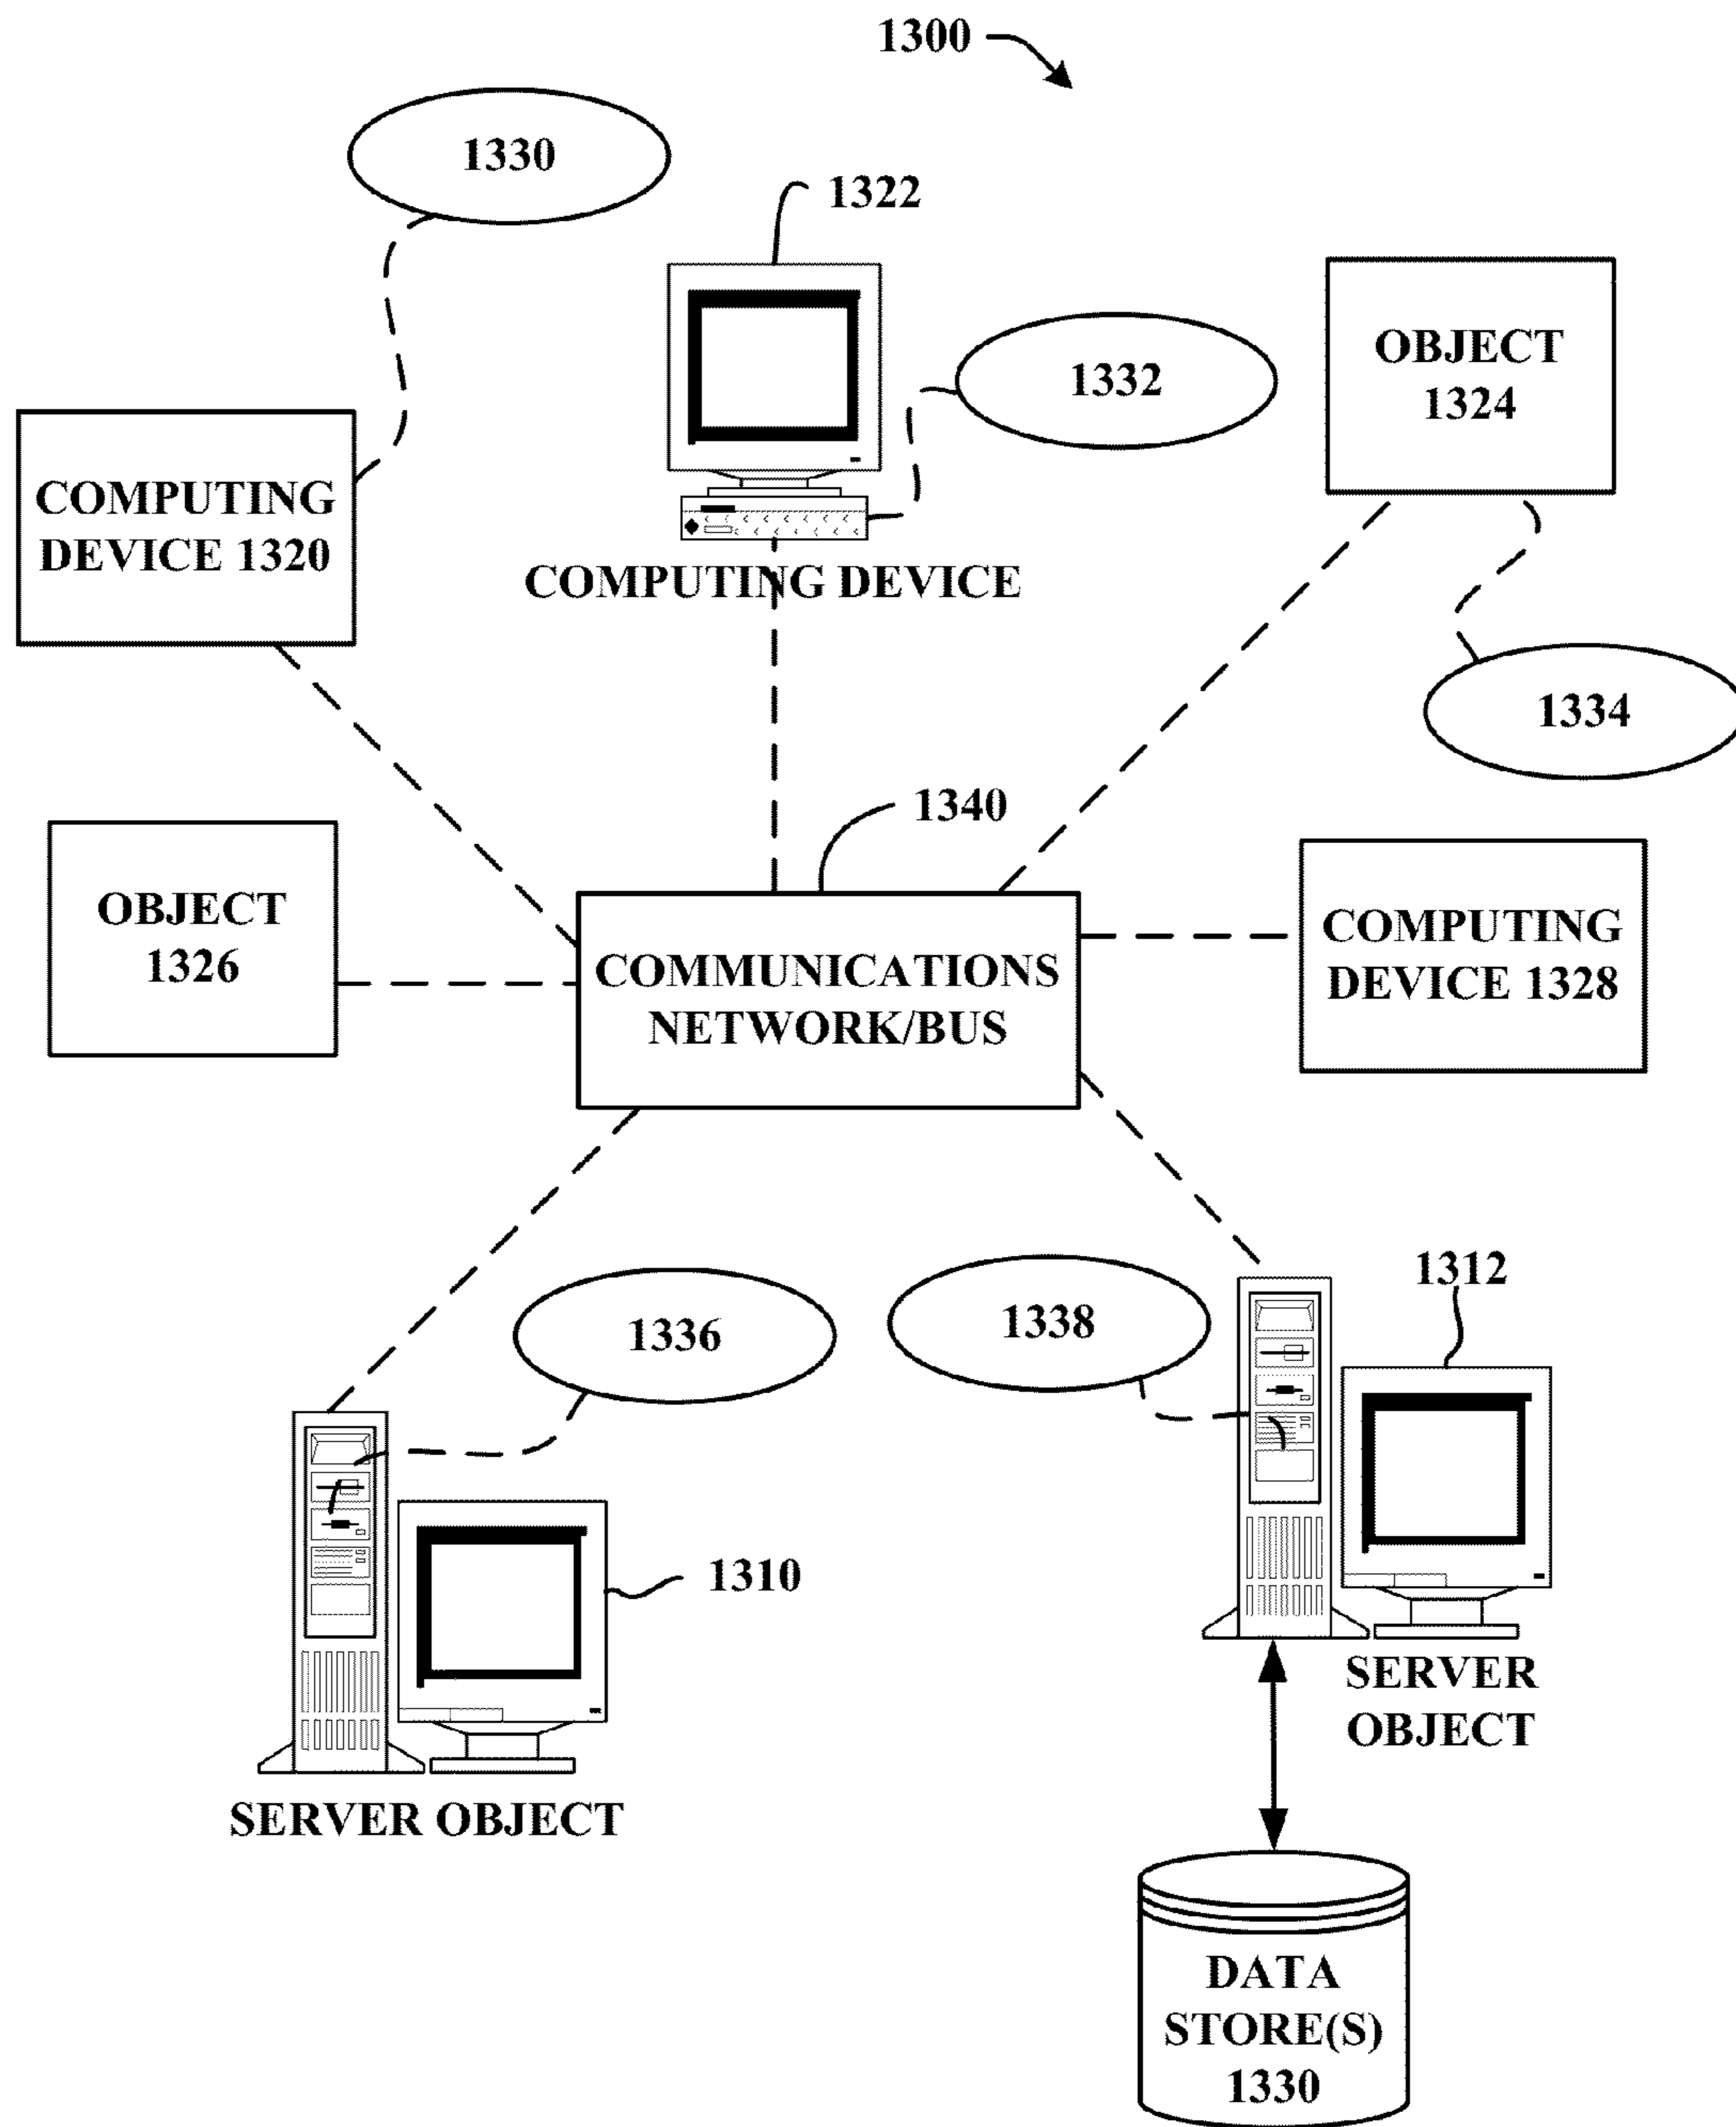 1300
1330
1322
1332
OBJECT
1324
COMPUTING
DEVICE 1320
COMPUTING DEVICE
1334
1340
OBJECT
1326
COMMUNICATIONS
NETWORK/BUS
COMPUTING
DEVICE 1328
1336
1338
1312
1310
SERVER
OBJECT
SERVER OBJECT
DATA
STORE(S)
1330